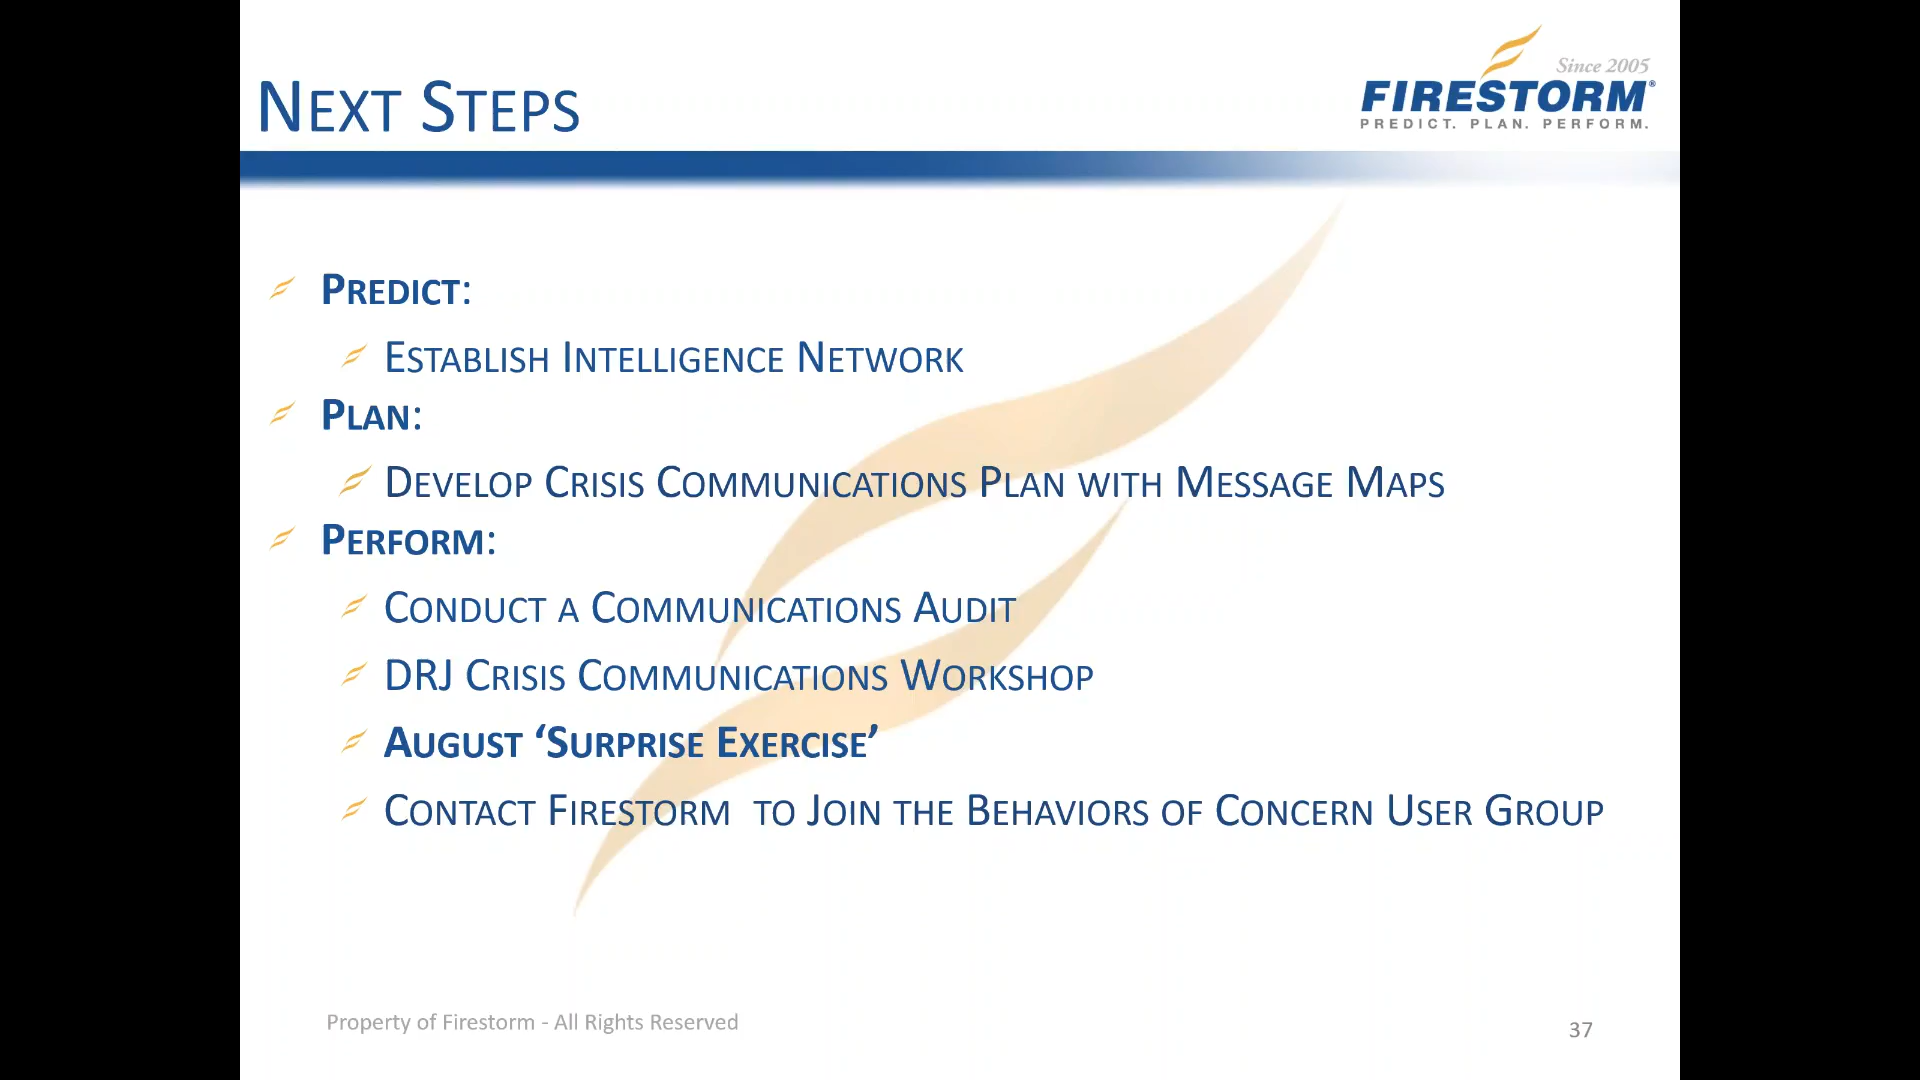 Next Steps
Since 2005
FIRESTORM®
PREDICT. PLAN. PERFORM.
Predict:
Establish Intelligence Network
Plan:
Develop Crisis Communications Plan with Message Maps
Perform:
Conduct a Communications Audit
DRJ Crisis Communications Workshop
August ‘Surprise Exercise’
Contact Firestorm to Join the Behaviors of Concern User Group
Property of Firestorm - All Rights Reserved
37